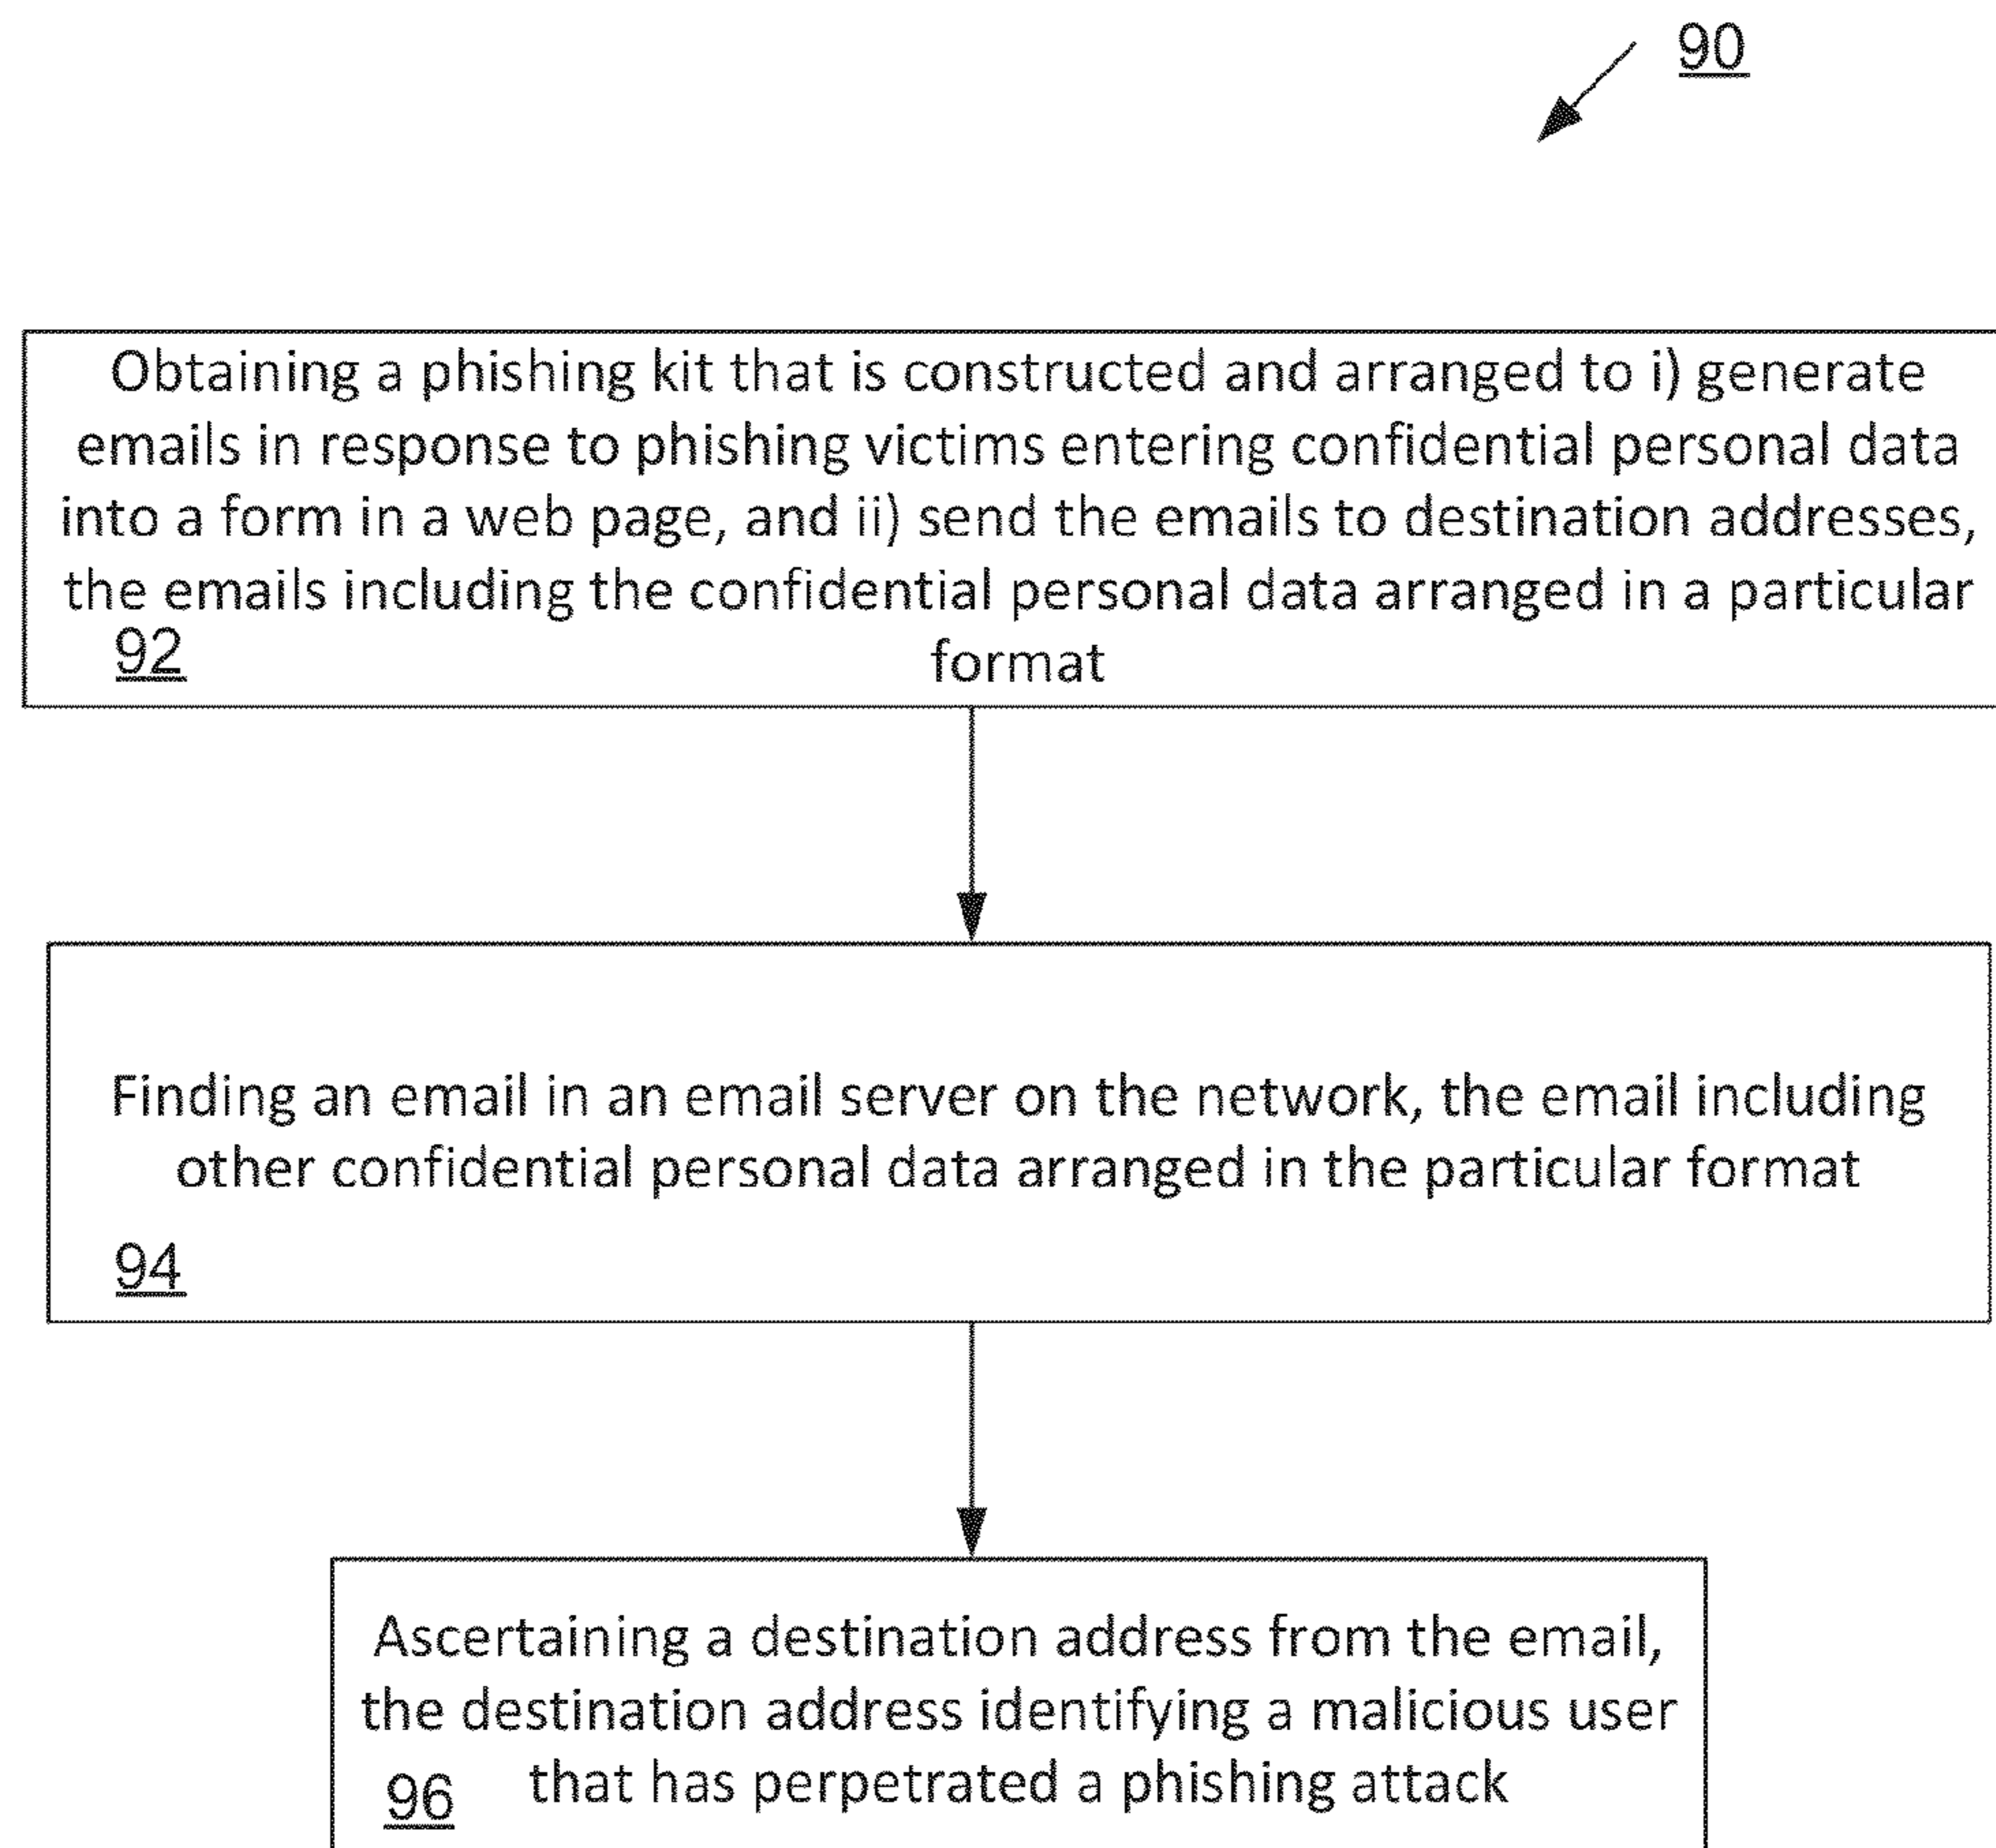 90
Obtaining a phishing kit that is constructed and arranged to i) generate
emails in response to phishing victims entering confidential personal data
into a form in a web page, and ii) send the emails to destination addresses,
the emails including the confidential personal data arranged in a particular
format
92
Finding an email in an email server on the network, the email including
other confidential personal data arranged in the particular format
94
Ascertaining a destination address from the email,
the destination address identifying a malicious user
that has perpetrated a phishing attack
96